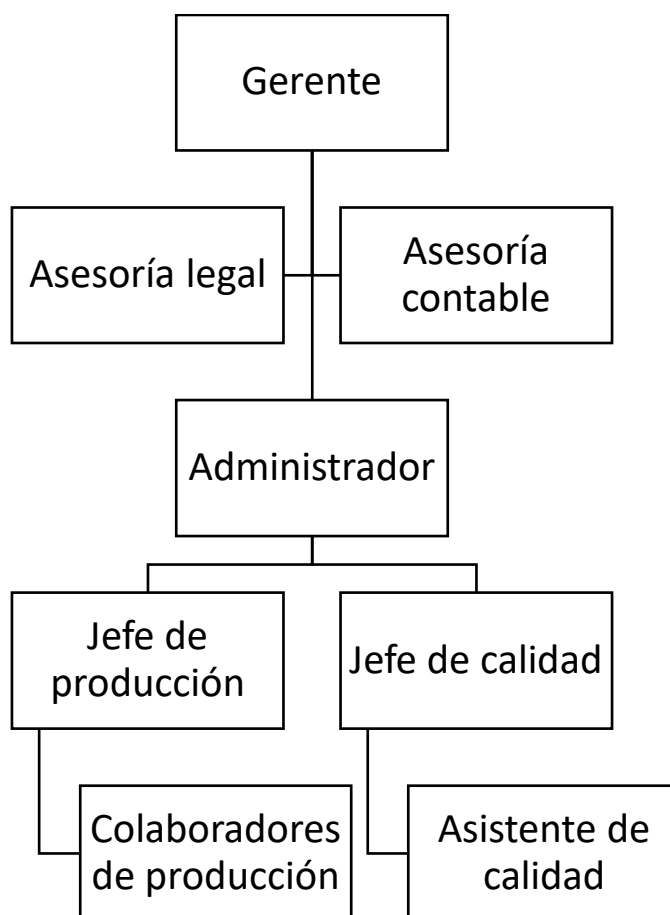 Gerente
Asesoría legal
Asesoría
contable
Administrador
Jefe de
producción
Jefe de calidad
Colaboradores
de producción
Asistente de
calidad